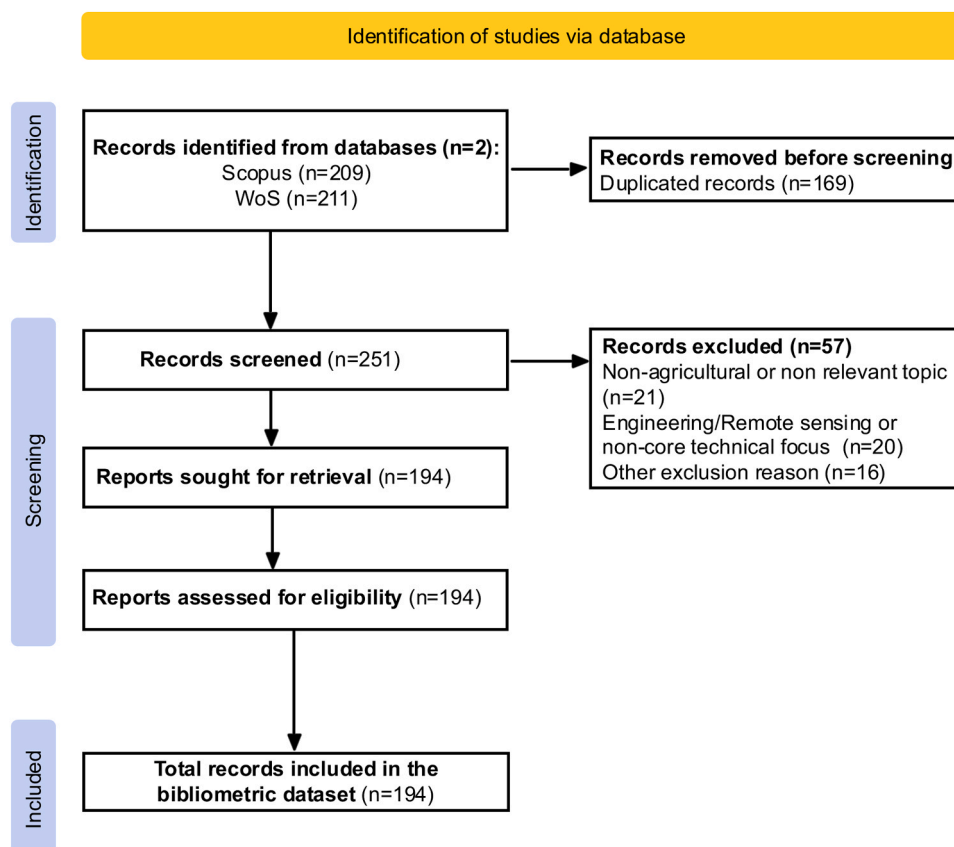 Identification of studies via database
Identification
Records identified from databases (n=2):
Scopus (n=209)
WoS (n=211)
Records removed before screening
Duplicated records (n=169)
Screening
Records screened (n=251)
Records excluded (n=57)
Non-agricultural or non relevant topic
(n=21)
Engineering/Remote sensing or
non-core technical focus (n=20)
Other exclusion reason (n=16)
Reports sought for retrieval (n=194)
Reports assessed for eligibility (n=194)
Included
Total records included in the
bibliometric dataset (n=194)